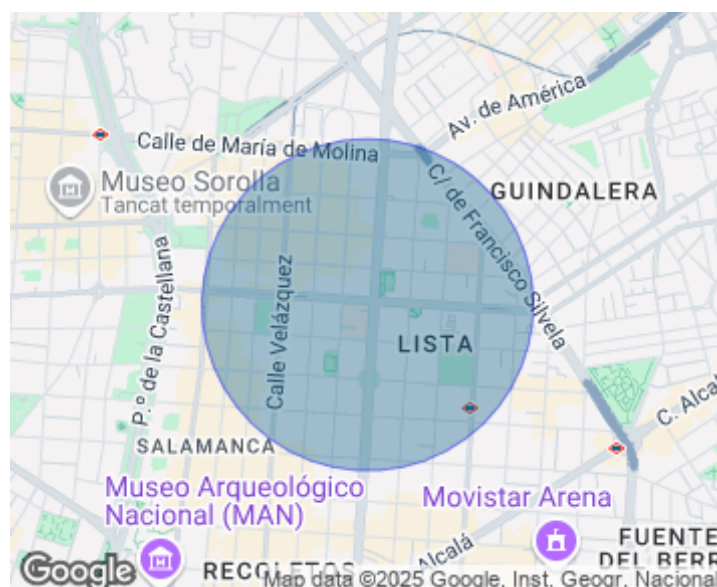 Av. de América
Calle de María de Molina
Museo Sorolla
Tancat temporalment
C/ de Francisco Silvela
GUINDALERA
P.º de la Castellana
Calle Velázquez
LISTA
C. Alcal
SALAMANCA
Museo Arqueológico
Nacional (MAN)
Movistar Arena
FUENTE
DEL BERR
RECOLETOS
Alcalá
Google
Map data ©2025 Google, Inst. Geogr. Nacional